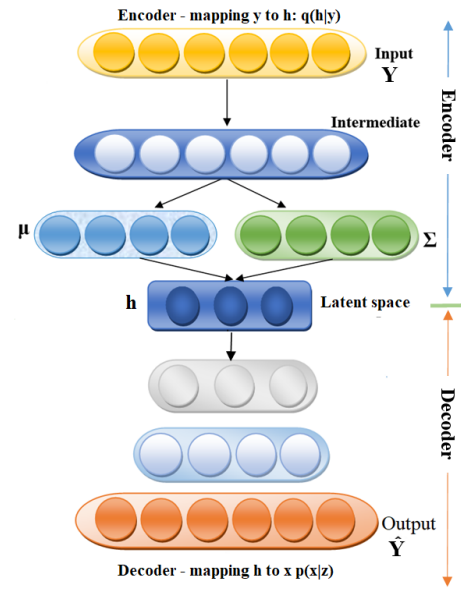 Encoder - mapping y to h: q(h|y)
Input
Y
Encoder
Intermediate
μ
Σ
h
Latent space
Decoder
Output
Ŷ
Decoder - mapping h to x p(x|z)